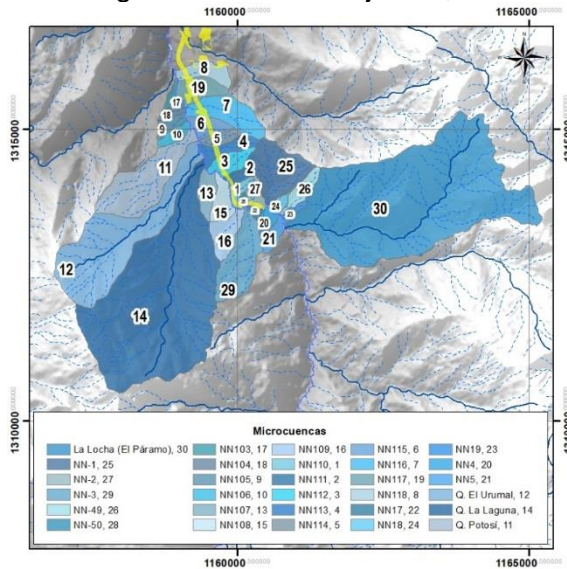 1160000
1165000
1315000
1310000
8
19
17
7
18
6
9
10
5
4
3
11
2
25
13
1
27
26
30
15
24
23
20
16
21
12
29
14
Microcuencas
La Locha (El Páramo), 30
NN-1, 25
NN-2, 27
NN-3, 29
NN-49, 26
NN-50, 28
NN103, 17
NN104, 18
NN105, 9
NN106, 10
NN107, 13
NN108, 15
NN109, 16
NN110, 1
NN111, 2
NN112, 3
NN113, 4
NN114, 5
NN115, 6
NN116, 7
NN117, 19
NN118, 8
NN17, 22
NN18, 24
NN19, 23
NN4, 20
NN5, 21
Q. El Urumal, 12
Q. La Laguna, 14
Q. Potosí, 11
1160000
1165000